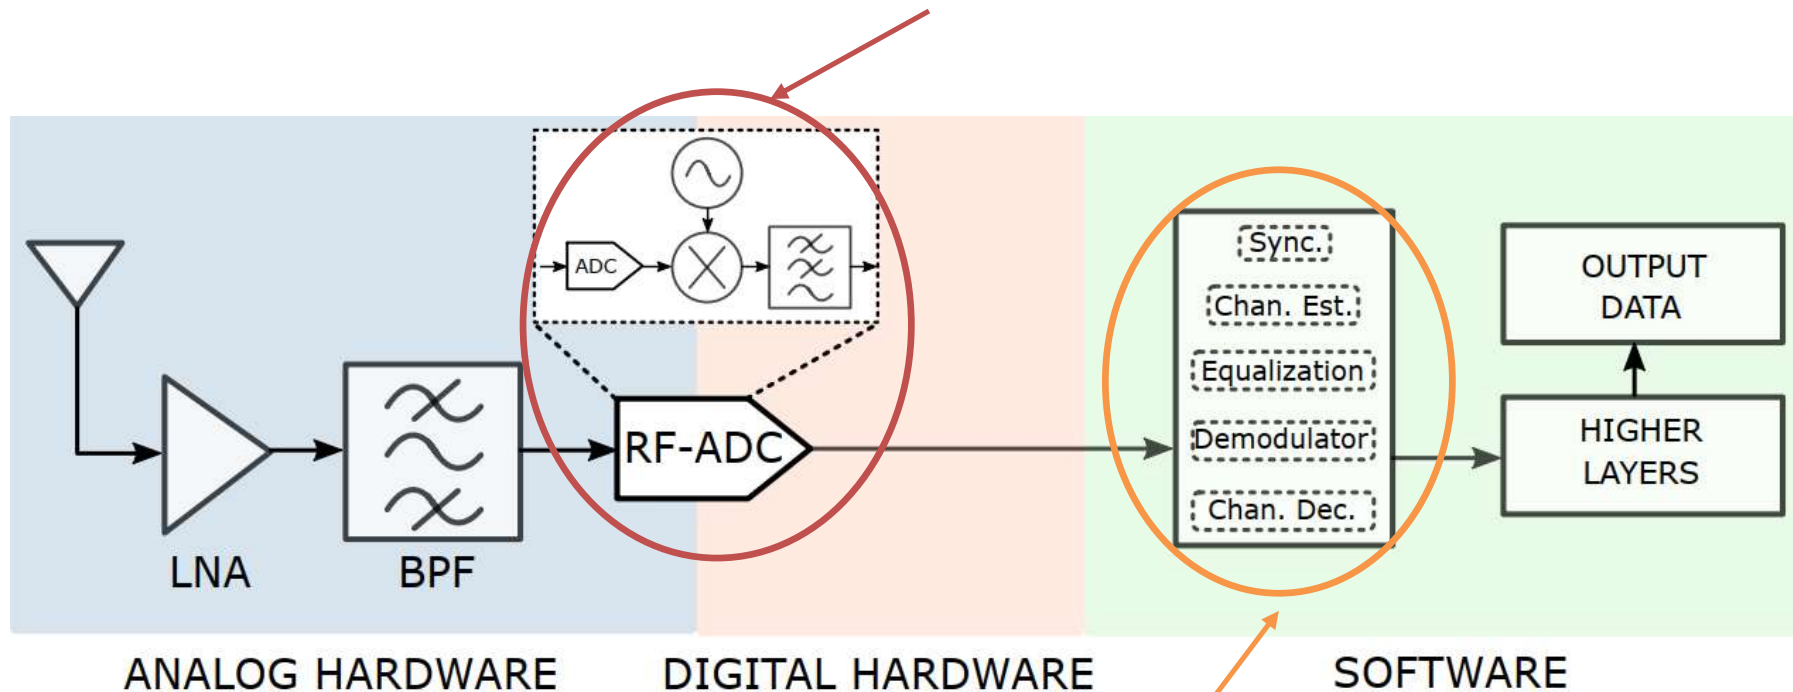 ADC
Sync.
Chan. Est.
Equalization
Demodulator
Chan. Dec.
OUTPUT
DATA
HIGHER
LAYERS
RF-ADC
LNA
BPF
ANALOG HARDWARE
DIGITAL HARDWARE
SOFTWARE